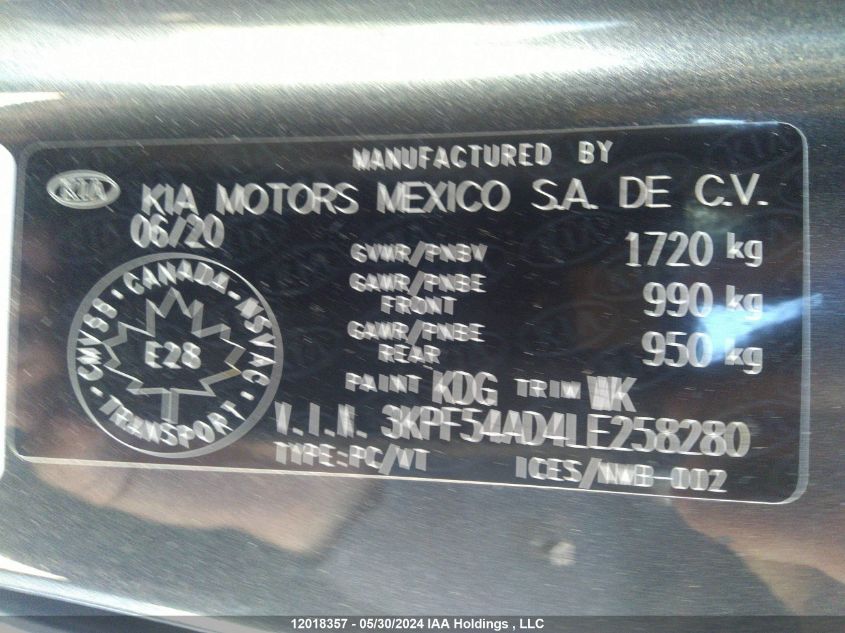 MANUFACTURED BY
KIA KIA MOTORS MEXICO S.A. DE C.V.
06/20
GVWR/PNBV 1720 kg
GAWR/PNBE
FRONT 990 kg
GAWR/PNBE
REAR 950 kg
CMVSS - CANADA - NSVAC - TRANSPORT -
E28
PAINT KDG TRIM WK
V.I.N. 3KPF54AD4LE258280
TYPE:PC/VT ICES/NMB-002
12018357 - 05/30/2024 IAA Holdings , LLC